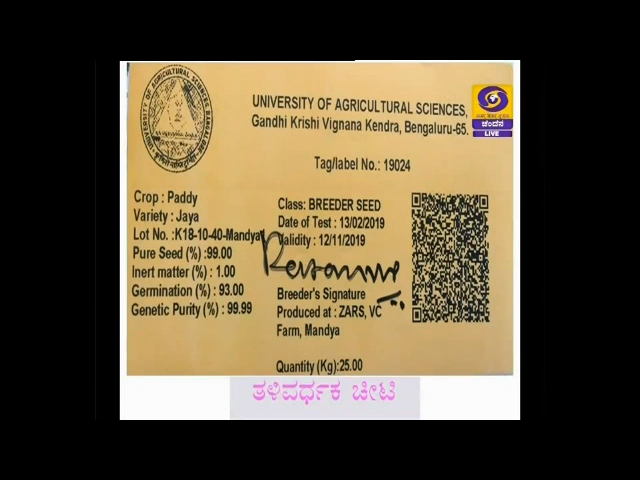 UNIVERSITY OF AGRICULTURAL SCIENCES,
Gandhi Krishi Vignana Kendra, Bengaluru-65.
ಚಂದನ
LIVE
Tag/label No.: 19024
Crop : Paddy
Variety : Jaya
Lot No. :K18-10-40-Mandya
Pure Seed (%) :99.00
Inert matter (%) : 1.00
Germination (%) : 93.00
Genetic Purity (%) : 99.99
Class: BREEDER SEED
Date of Test : 13/02/2019
Validity : 12/11/2019
Breeder's Signature
Produced at : ZARS, VC
Farm, Mandya
Quantity (Kg):25.00
ತಳಿವರ್ಧಕ ಚೀಟಿ